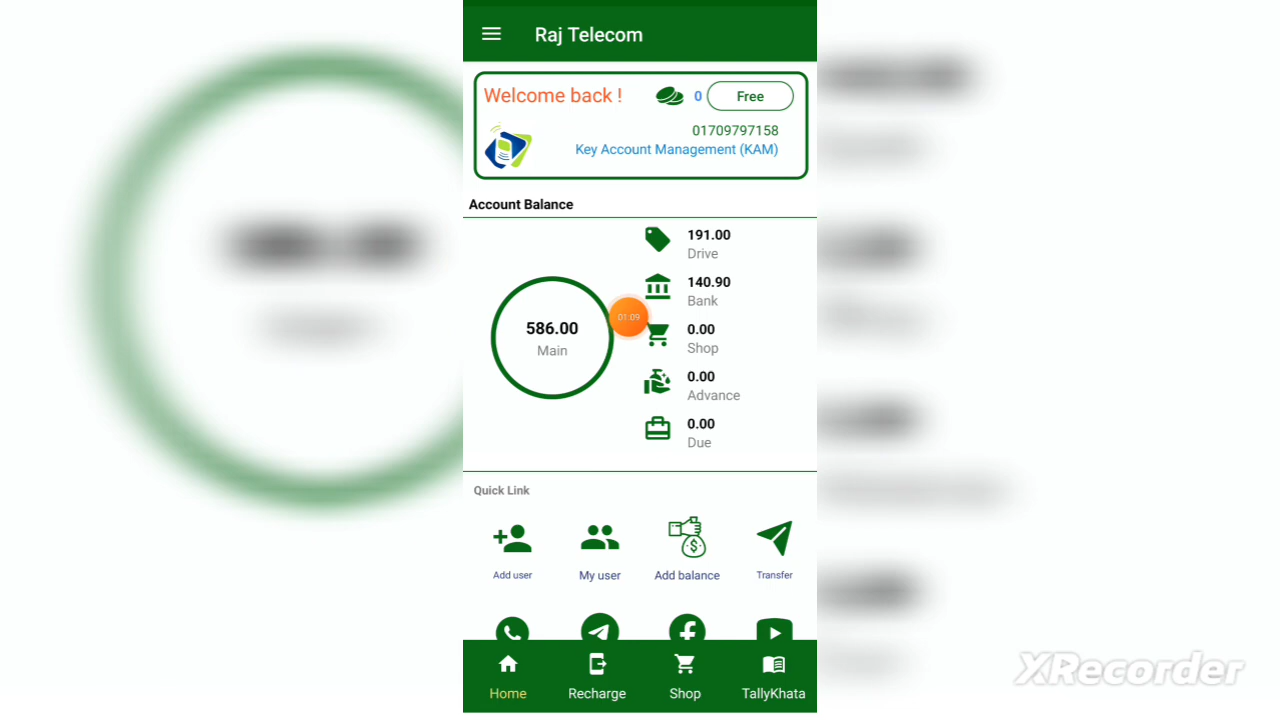 Raj Telecom
Welcome back !
0
Free
01709797158
Key Account Management (KAM)
Account Balance
191.00
Drive
140.90
Bank
586.00
Main
01:09
0.00
Shop
0.00
Advance
0.00
Due
Quick Link
Add user
My user
Add balance
Transfer
Home
Recharge
Shop
TallyKhata
XRecorder